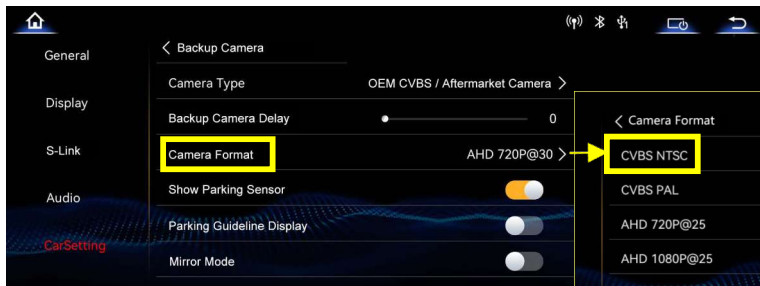 General
Display
S-Link
Audio
CarSetting
Backup Camera
Camera Type OEM CVBS / Aftermarket Camera
Backup Camera Delay 0
Camera Format AHD 720P@30
Show Parking Sensor
Parking Guideline Display
Mirror Mode
Camera Format
CVBS NTSC
CVBS PAL
AHD 720P@25
AHD 1080P@25